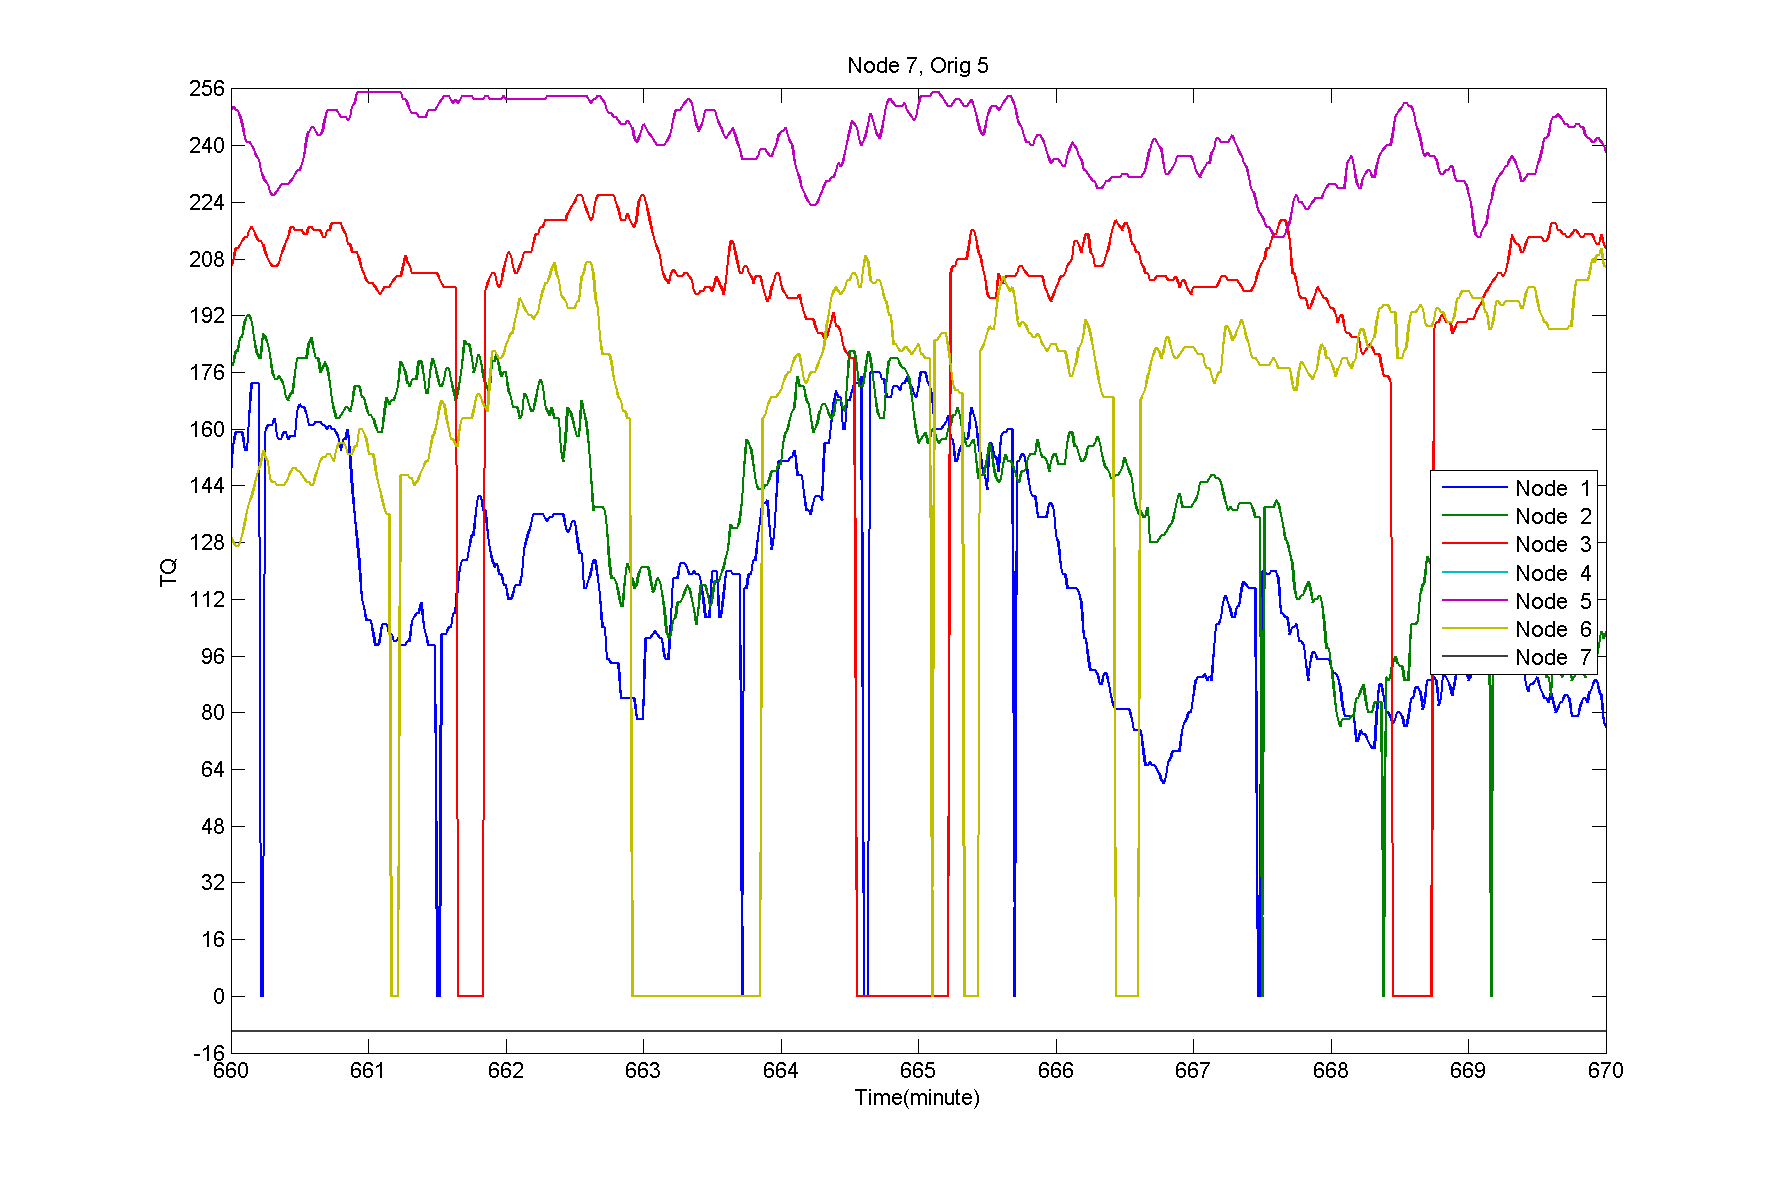 Node 7, Orig 5
256
240
224
208
192
176
160
144
128
112
96
80
64
48
32
16
0
-16
TQ
660 661 662 663 664 665 666 667 668 669 670
Time(minute)
Node 1
Node 2
Node 3
Node 4
Node 5
Node 6
Node 7